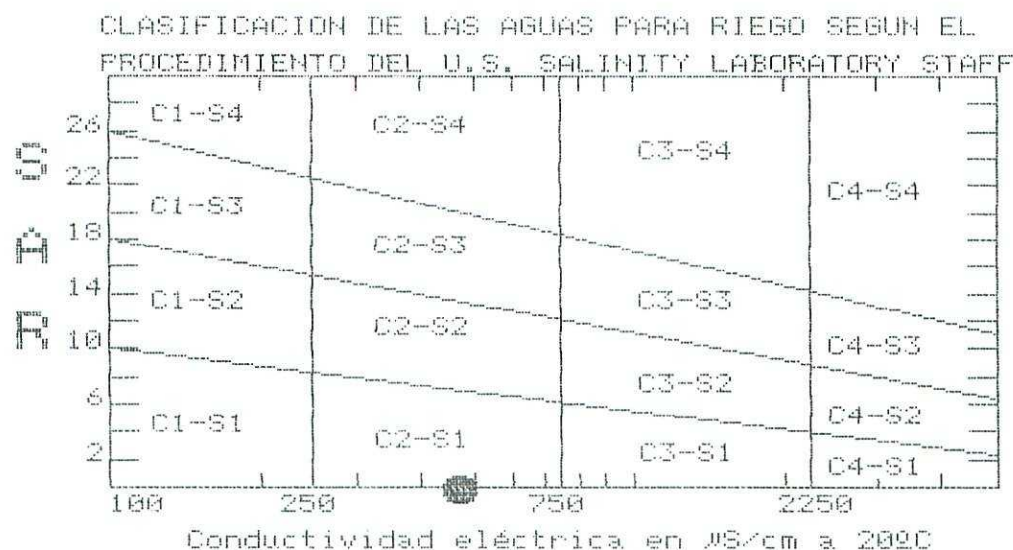 CLASIFICACION DE LAS AGUAS PARA RIEGO SEGUN EL
PROCEDIMIENTO DEL U.S. SALINITY LABORATORY STAFF
C1-S4 C2-S4 C3-S4 C4-S4
C1-S3 C2-S3 C3-S3 C4-S3
C1-S2 C2-S2 C3-S2 C4-S2
C1-S1 C2-S1 C3-S1 C4-S1
S A R
26
22
18
14
10
6
2
100 250 750 2250
Conductividad eléctrica en µS/cm a 20ºC